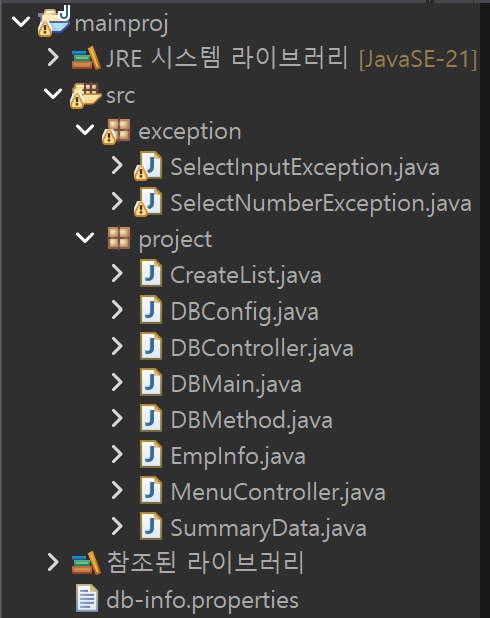 mainproj
JRE 시스템 라이브러리 [JavaSE-21]
src
exception
SelectInputException.java
SelectNumberException.java
project
CreateList.java
DBConfig.java
DBController.java
DBMain.java
DBMethod.java
EmpInfo.java
MenuController.java
SummaryData.java
참조된 라이브러리
db-info.properties